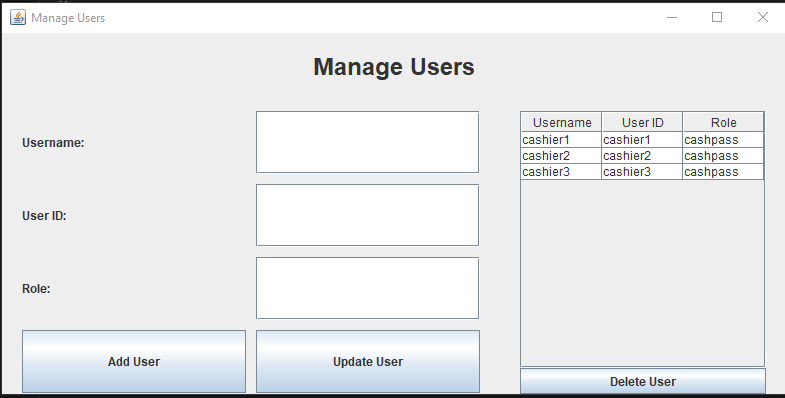 Manage Users
Manage Users
Username:
User ID:
Role:
Add User
Update User
Username User ID Role
cashier1 cashier1 cashpass
cashier2 cashier2 cashpass
cashier3 cashier3 cashpass
Delete User